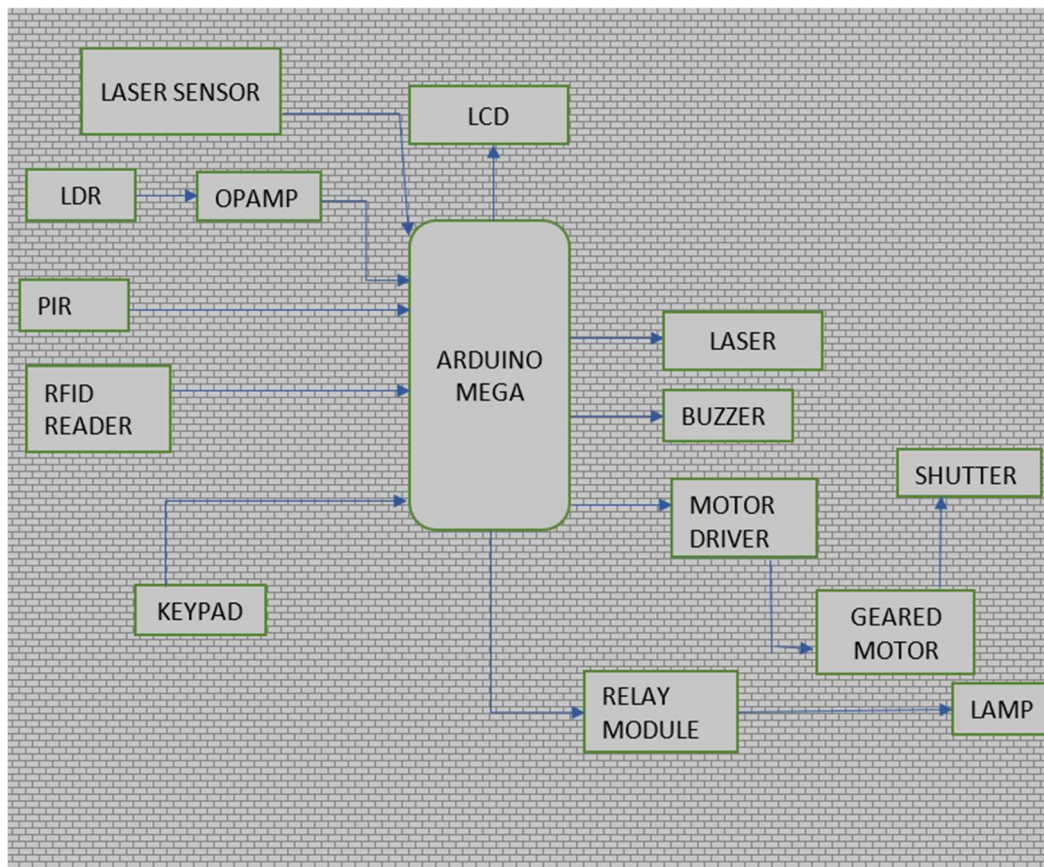 LASER SENSOR
LCD
LDR
OPAMP
PIR
ARDUINO
MEGA
LASER
RFID
READER
BUZZER
SHUTTER
MOTOR
DRIVER
KEYPAD
GEARED
MOTOR
RELAY
MODULE
LAMP